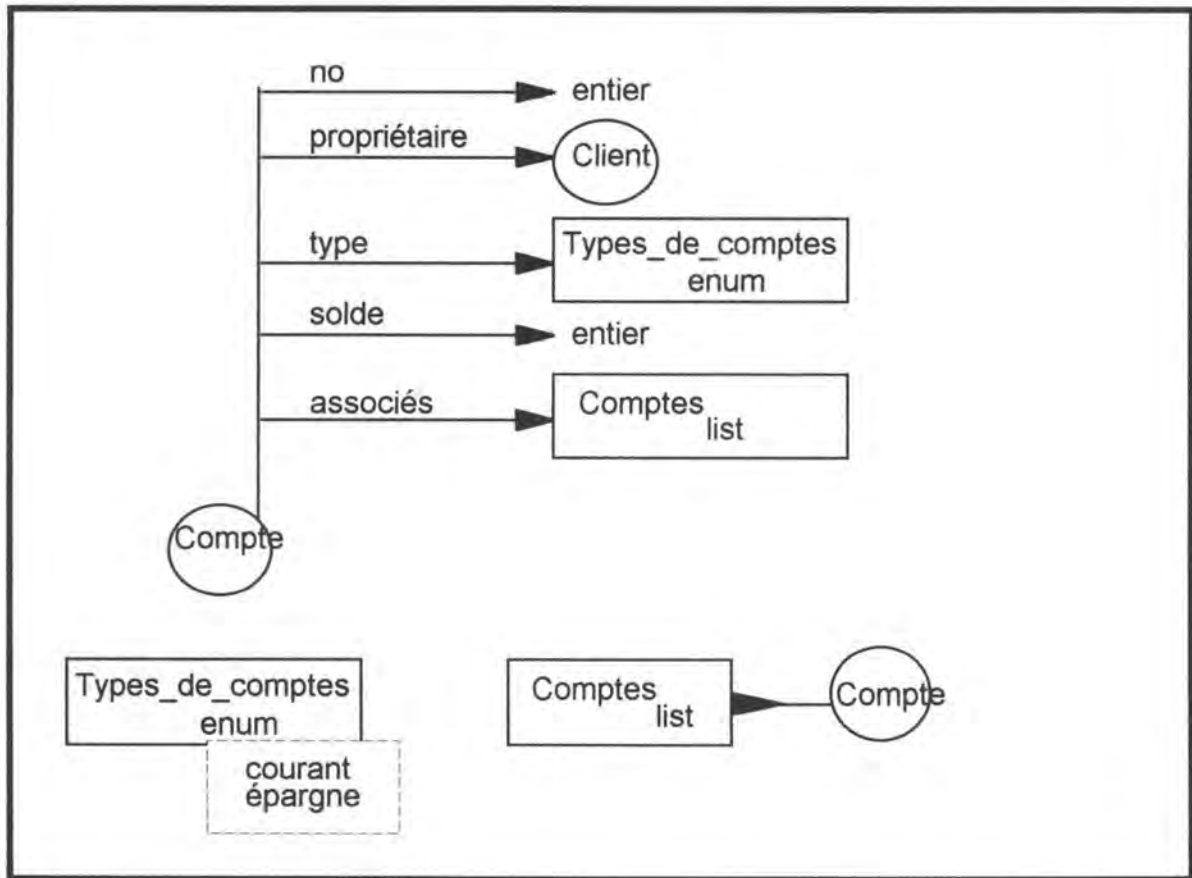 no
entier
propriétaire
Client
type
Types_de_comptes
enum
solde
entier
associés
Comptes
list
Compte
Types_de_comptes
enum
courant
épargne
Comptes
list
Compte